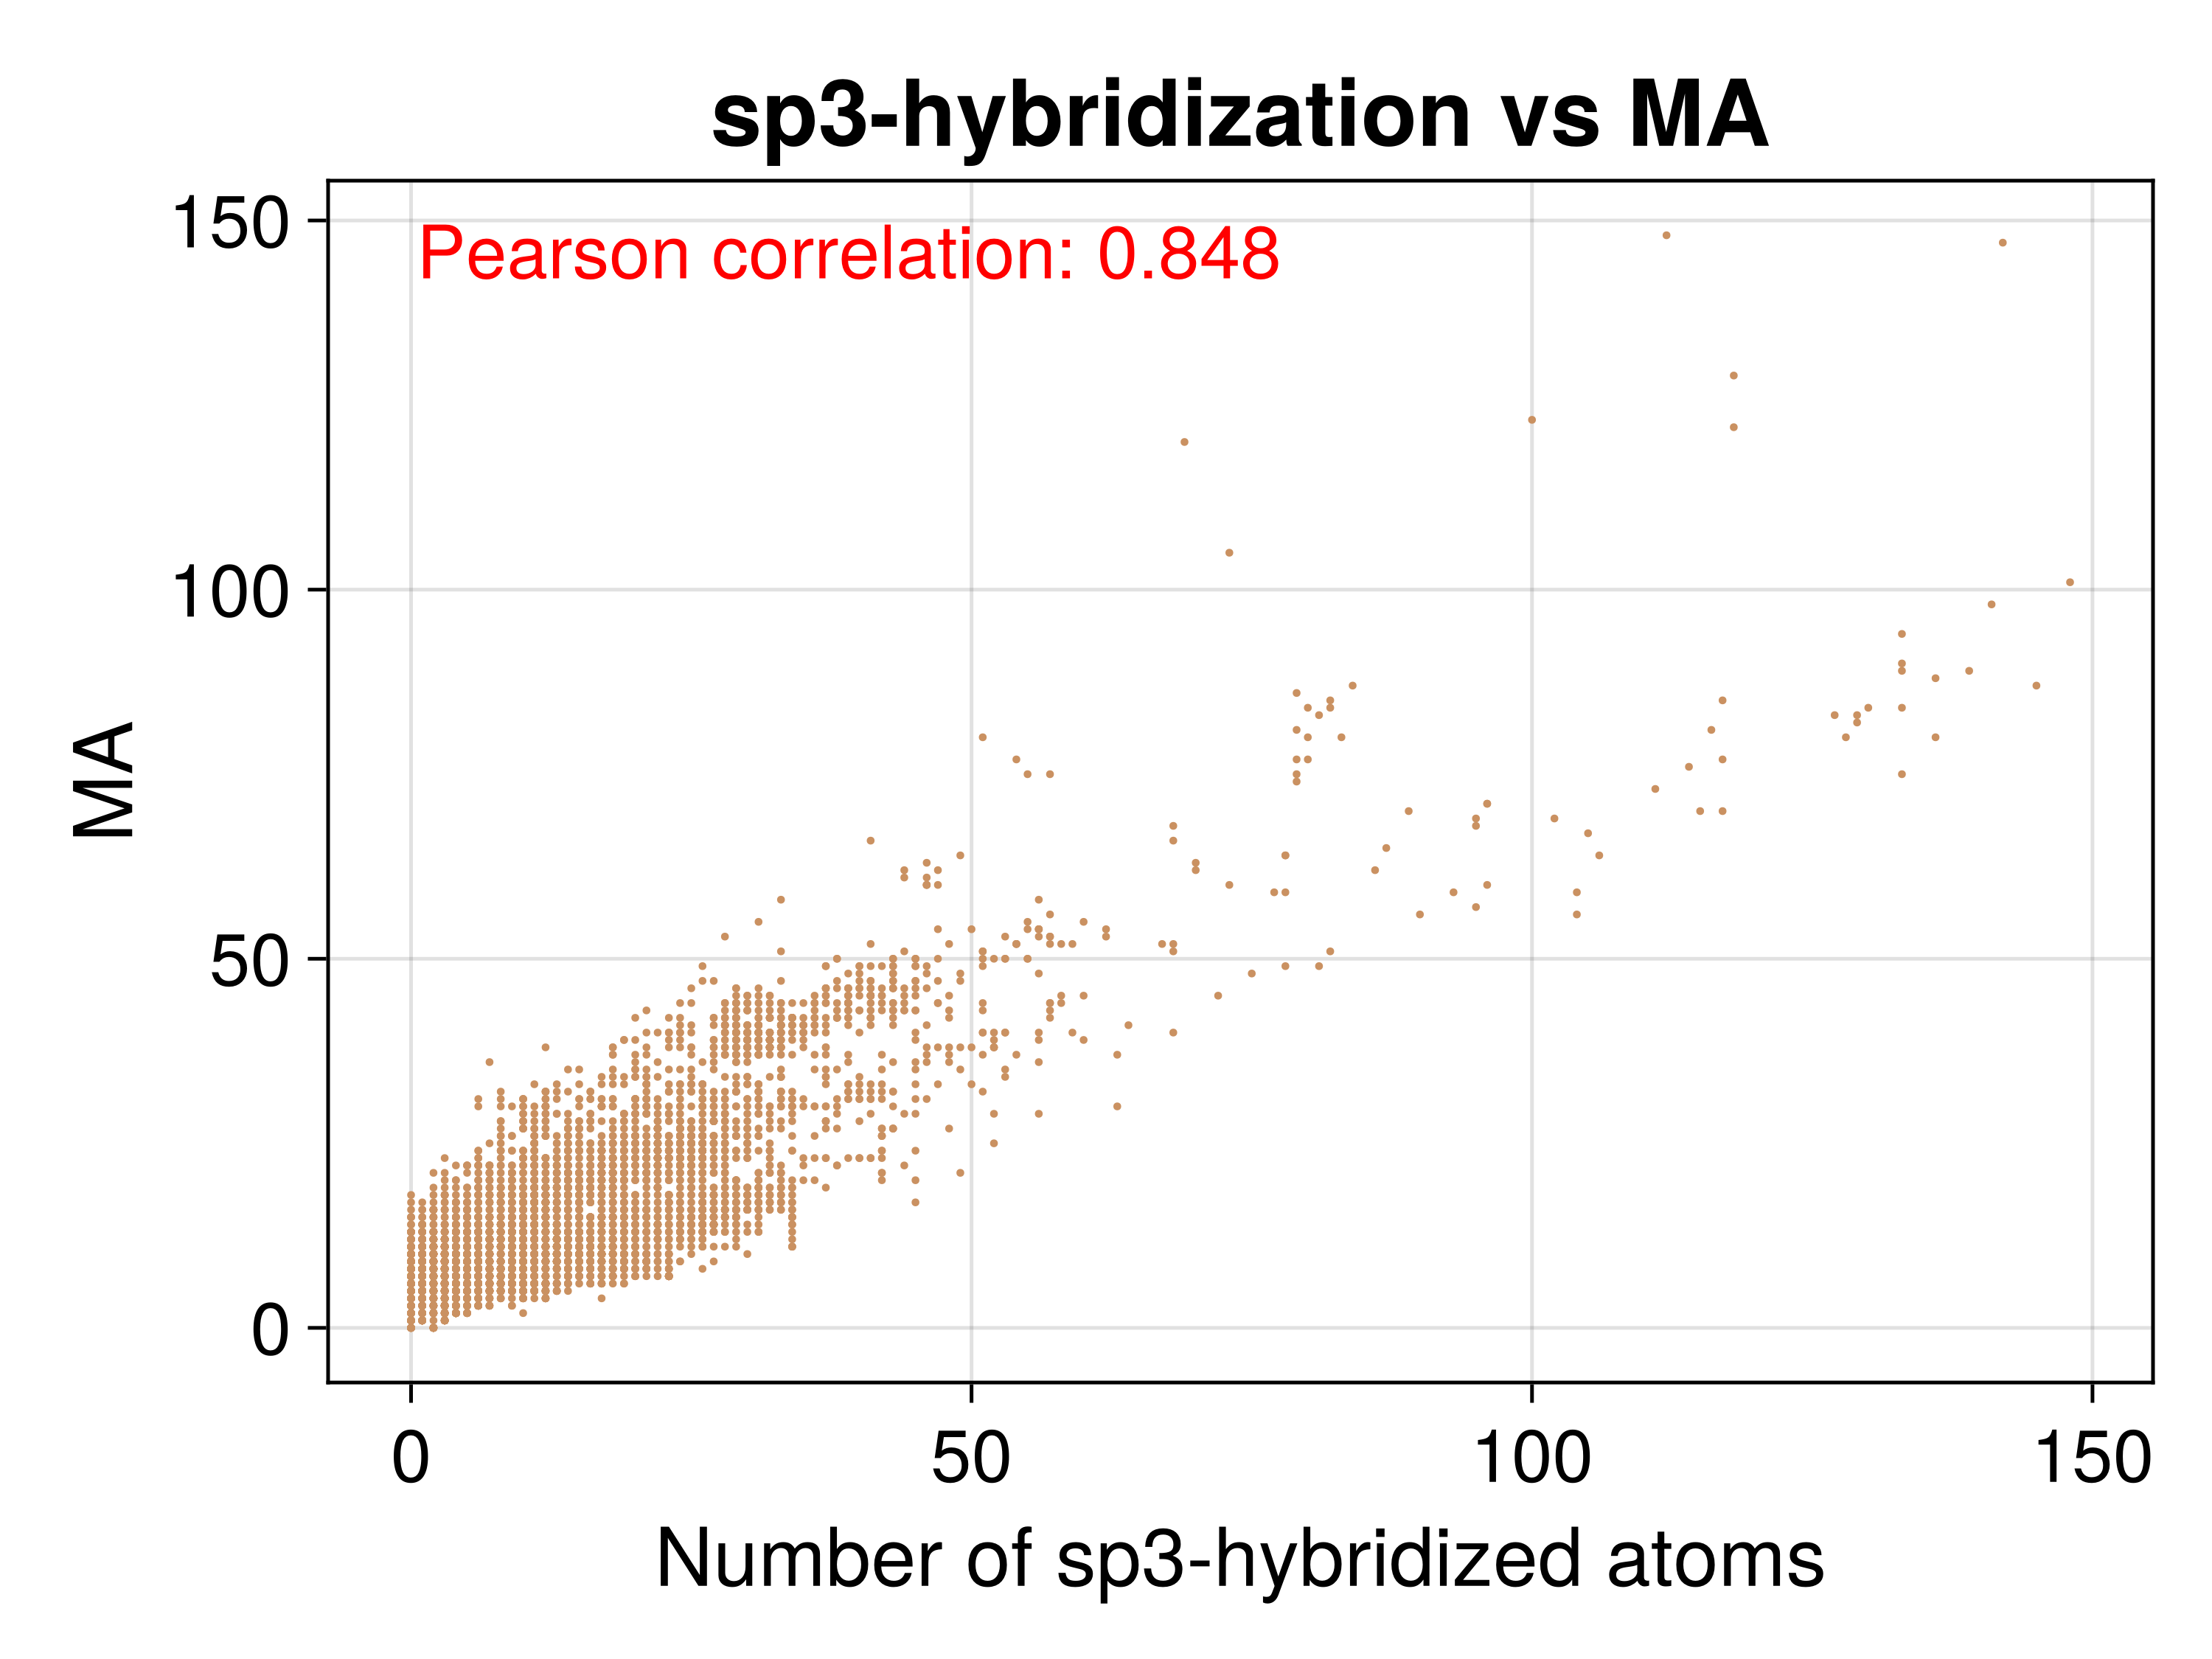 sp3-hybridization vs MA
150
Pearson correlation: 0.848
100
MA
50
0
0 50 100 150
Number of sp3-hybridized atoms